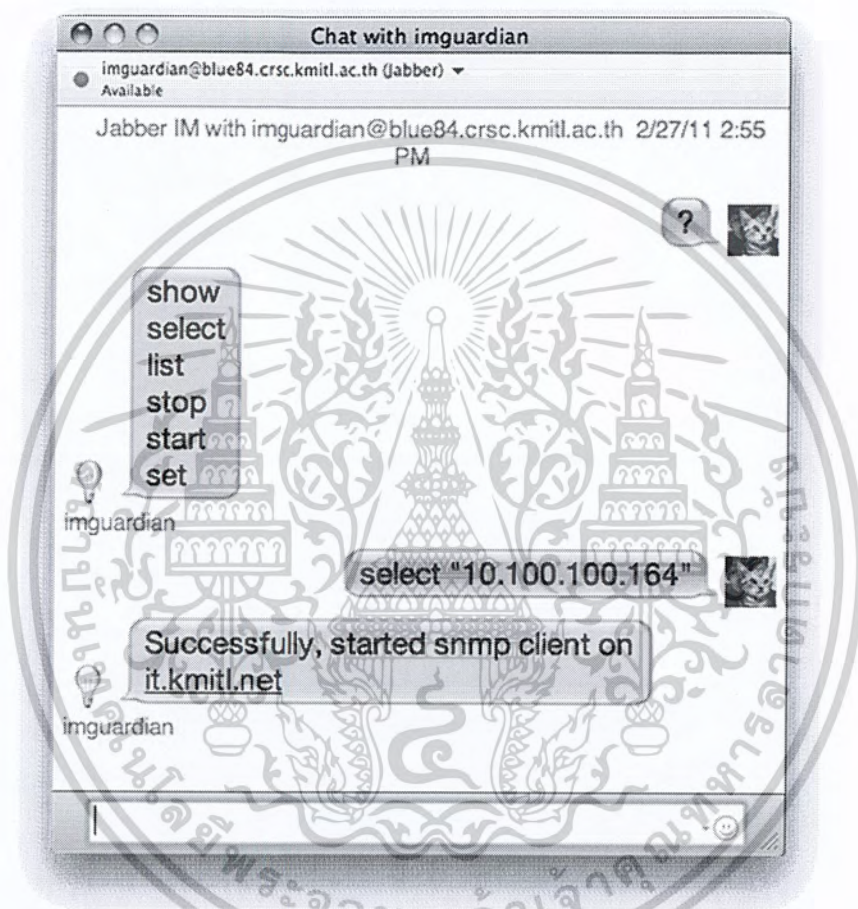 Chat with imguardian
imguardian@blue84.crsc.kmitl.ac.th (Jabber)
Available
Jabber IM with imguardian@blue84.crsc.kmitl.ac.th 2/27/11 2:55
PM
?
show
select
list
stop
start
set
imguardian
select "10.100.100.164"
Successfully, started snmp client on
it.kmitl.net
imguardian